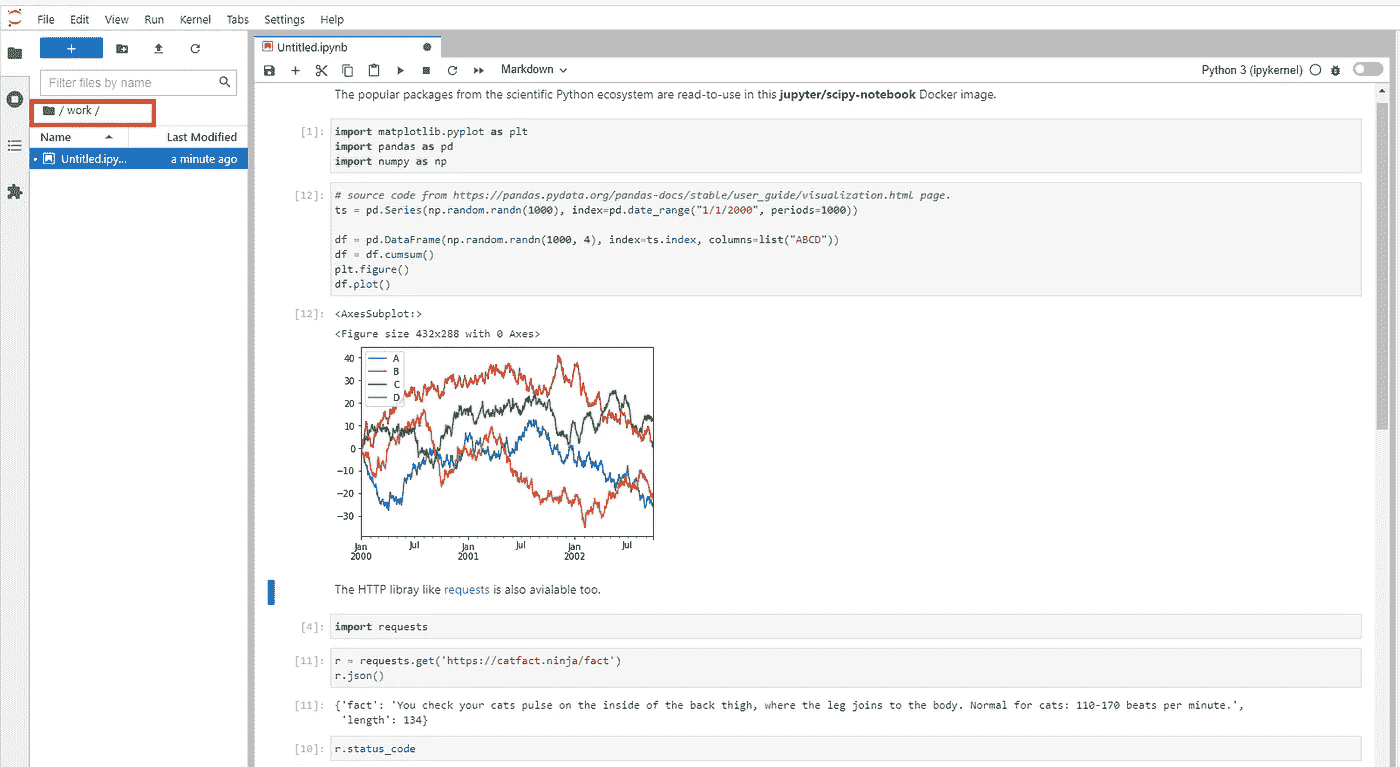 File Edit View Run Kernel Tabs Settings Help
+
Filter files by name
/ work /
Name Last Modified
Untitled.ipy... a minute ago
Untitled.ipynb
Markdown
Python 3 (ipykernel)
The popular packages from the scientific Python ecosystem are read-to-use in this jupyter/scipy-notebook Docker image.
[1]: import matplotlib.pyplot as plt
import pandas as pd
import numpy as np
[12]: # source code from https://pandas.pydata.org/pandas-docs/stable/user_guide/visualization.html page.
ts = pd.Series(np.random.randn(1000), index=pd.date_range("1/1/2000", periods=1000))
df = pd.DataFrame(np.random.randn(1000, 4), index=ts.index, columns=list("ABCD"))
df = df.cumsum()
plt.figure()
df.plot()
[12]: <AxesSubplot:>
<Figure size 432x288 with 0 Axes>
40
30
20
10
0
−10
−20
−30
A
B
C
D
Jan Jul Jan Jul Jan Jul
2000 2001 2002
The HTTP libray like requests is also avialable too.
[4]: import requests
[11]: r = requests.get('https://catfact.ninja/fact')
r.json()
[11]: {'fact': 'You check your cats pulse on the inside of the back thigh, where the leg joins to the body. Normal for cats: 110-170 beats per minute.',
'length': 134}
[10]: r.status_code